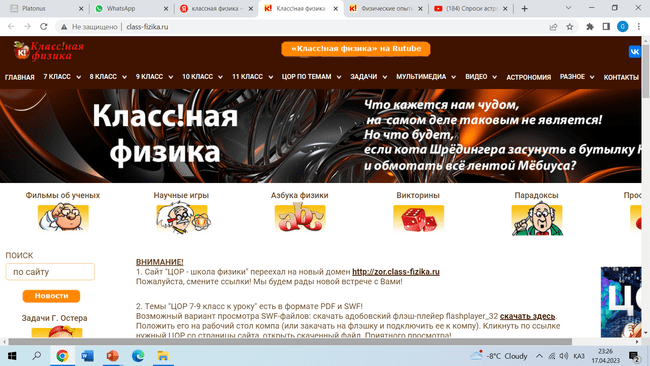 Platonus
WhatsApp
классная физика –
Класс!ная физика
Физические опыт
(184) Спроси астр
Не защищено | class-fizika.ru
Класс!ная
физика
«Класс!ная физика» на Rutube
ГЛАВНАЯ 7 КЛАСС 8 КЛАСС 9 КЛАСС 10 КЛАСС 11 КЛАСС ЦОР ПО ТЕМАМ ЗАДАЧИ МУЛЬТИМЕДИА ВИДЕО АСТРОНОМИЯ РАЗНОЕ КОНТАКТЫ
Класс!ная
физика
Что кажется нам чудом,
на самом деле таковым не является!
Но что будет,
если кота Шрёдингера засунуть в бутылку К
и обмотать всё лентой Мёбиуса?
Фильмы об ученых Научные игры Азбука физики Викторины Парадоксы Прос
ПОИСК
по сайту
Новости
Задачи Г. Остера
ВНИМАНИЕ!
1. Сайт "ЦОР - школа физики" переехал на новый домен http://zor.class-fizika.ru
Пожалуйста, смените ссылки! Мы будем рады новой встрече с Вами!
2. Темы "ЦОР 7-9 класс к уроку" есть в формате PDF и SWF!
Возможный вариант просмотра SWF-файлов: скачать адобовский флэш-плейер flashplayer_32 скачать здесь.
Положить его на рабочий стол компа (или закачать на флэшку и подключить ее к компу). Кликнуть по ссылке
нужный ЦОР со страницы сайта, открыть скаченный файл. Приятного просмотра!
-8°C Cloudy
КАЗ
23:26
17.04.2023